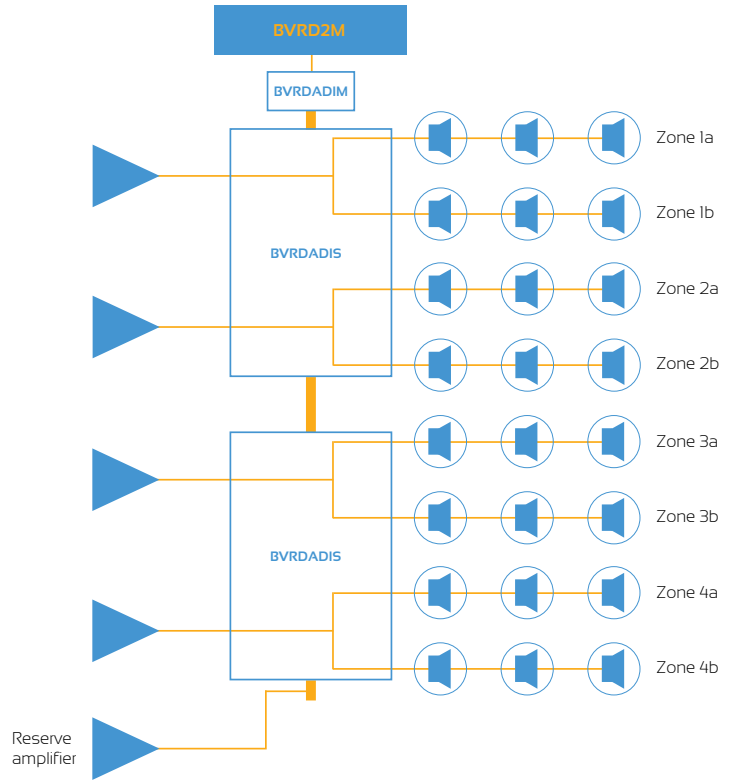 BVRD2M
BVRDADIM
Zone 1a
Zone 1b
BVRDADIS
Zone 2a
Zone 2b
Zone 3a
Zone 3b
BVRDADIS
Zone 4a
Zone 4b
Reserve
amplifier